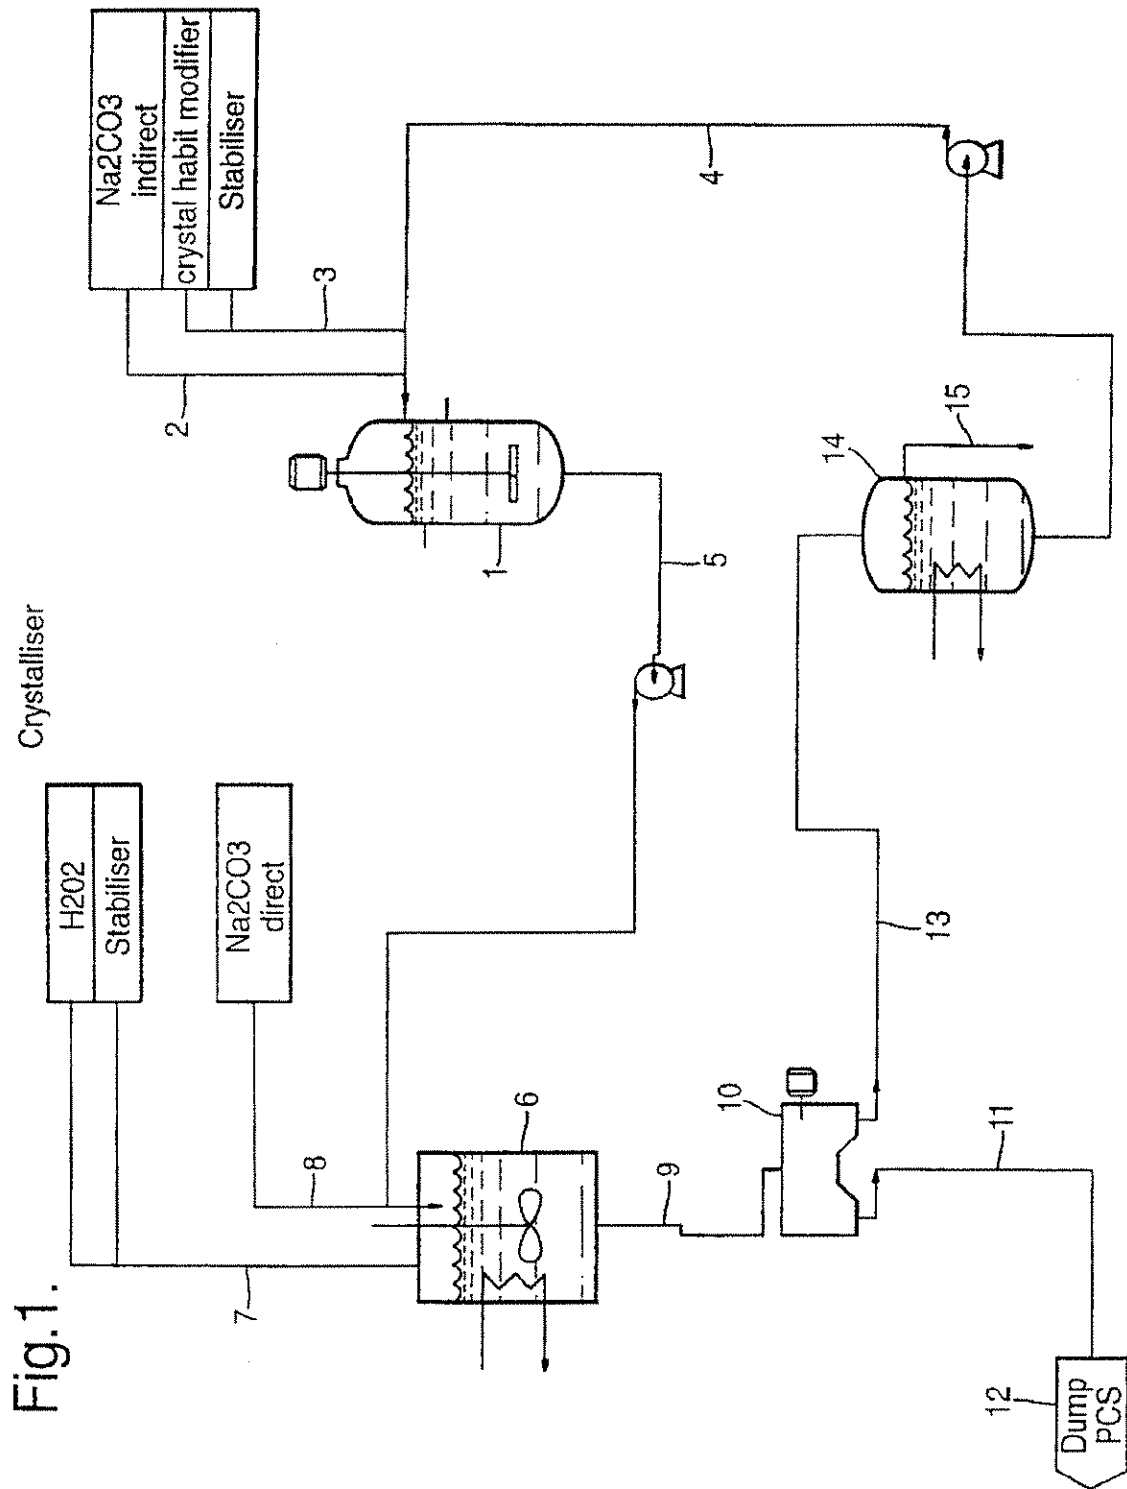 Fig.1.
Crystalliser
H202
Stabiliser
Na2CO3
indirect
crystal habit modifier
Stabiliser
Na2CO3
direct
2
3
7
8
1
6
5
4
9
10
14
13
15
12
11
Dump
PCS